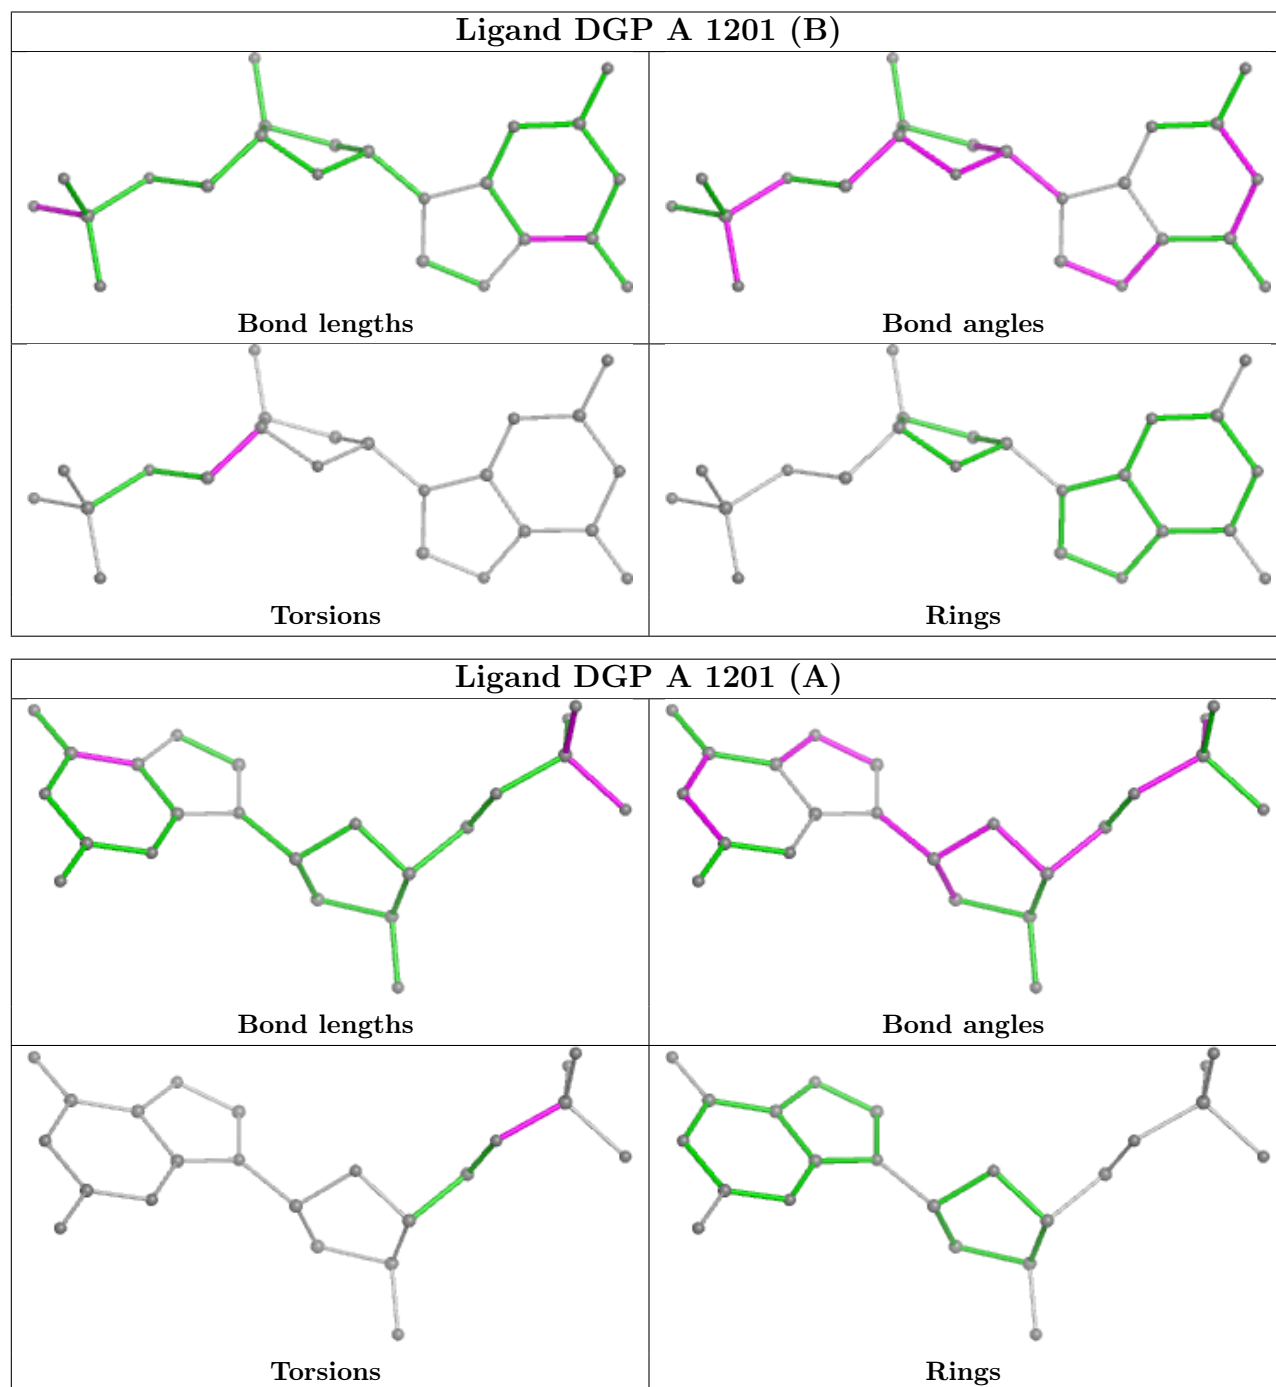 Ligand DGP A 1201 (B)
Bond lengths
Bond angles
Torsions
Rings
Ligand DGP A 1201 (A)
Bond lengths
Bond angles
Torsions
Rings